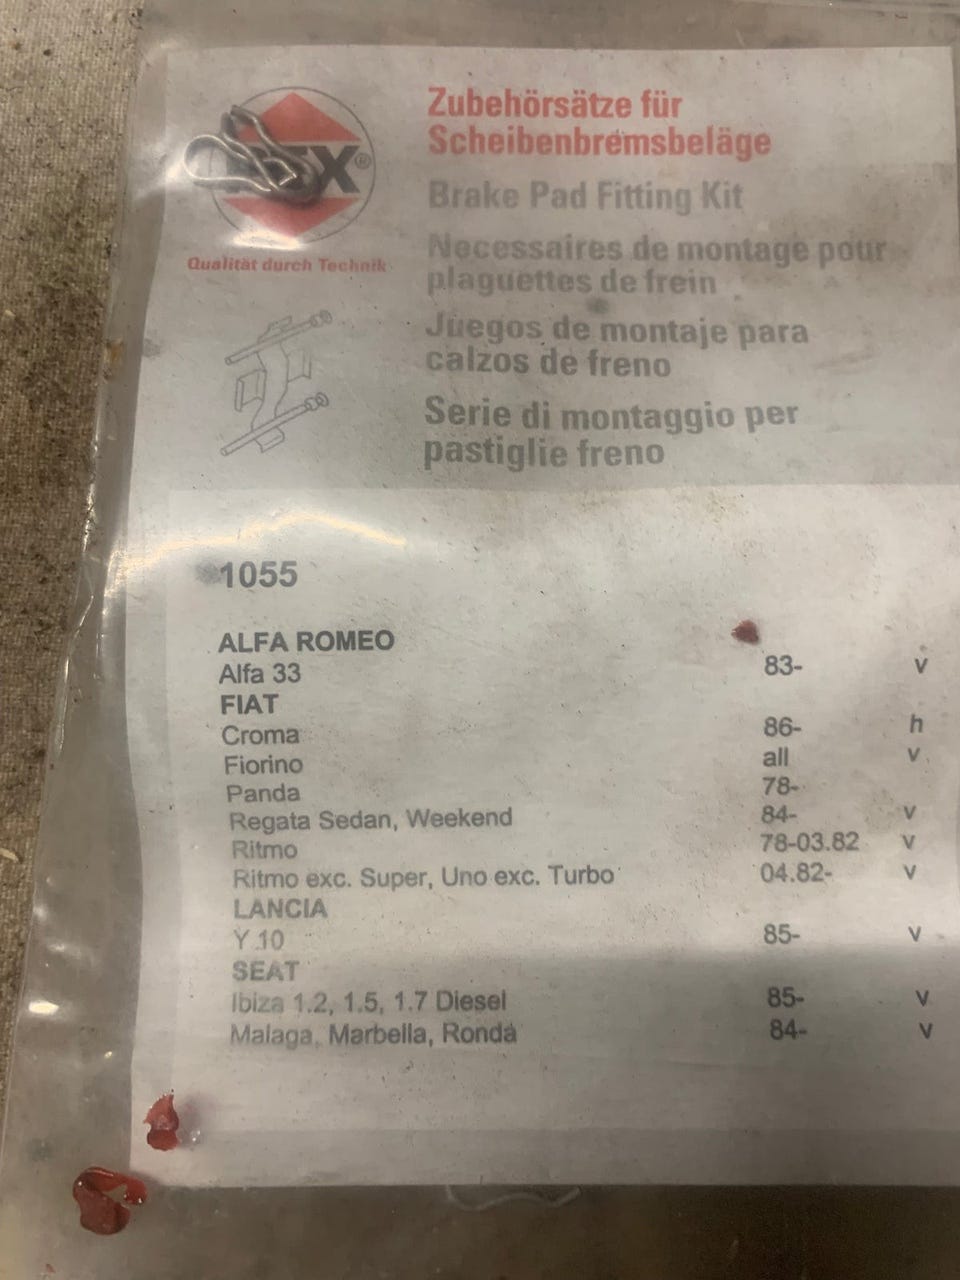 X®
Qualität durch Technik
Zubehörsätze für
Scheibenbremsbeläge
Brake Pad Fitting Kit
Necessaires de montage pour
plaguettes de frein
Juegos de montaje para
calzos de freno
Serie di montaggio per
pastiglie freno
1055
ALFA ROMEO
Alfa 33 83- v
FIAT
Croma 86- h
Fiorino all v
Panda 78-
Regata Sedan, Weekend 84- v
Ritmo 78-03.82 v
Ritmo exc. Super, Uno exc. Turbo 04.82- v
LANCIA
Y 10 85- v
SEAT
Ibiza 1.2, 1.5, 1.7 Diesel 85- v
Malaga, Marbella, Ronda 84- v